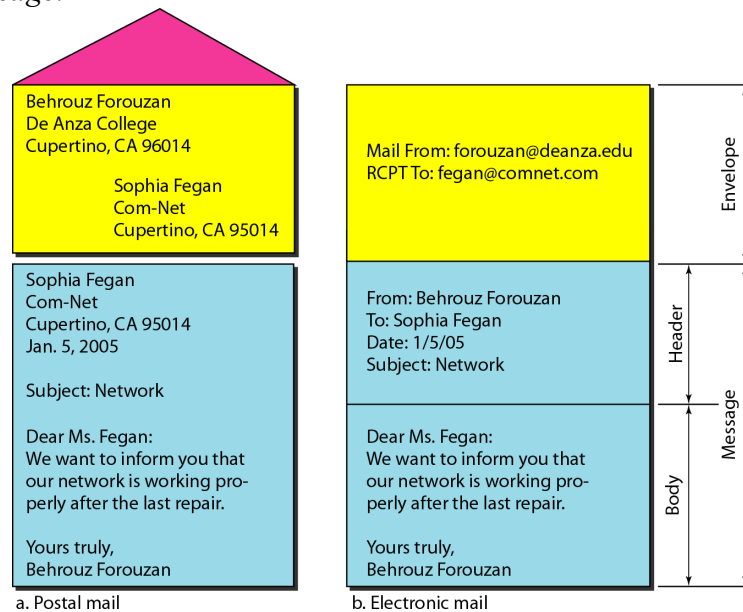 Behrouz Forouzan
De Anza College
Cupertino, CA 96014
Sophia Fegan
Com-Net
Cupertino, CA 95014
Sophia Fegan
Com-Net
Cupertino, CA 95014
Jan. 5, 2005
Subject: Network
Dear Ms. Fegan:
We want to inform you that
our network is working pro-
perly after the last repair.
Yours truly,
Behrouz Forouzan
a. Postal mail
Mail From: forouzan@deanza.edu
RCPT To: fegan@comnet.com
From: Behrouz Forouzan
To: Sophia Fegan
Date: 1/5/05
Subject: Network
Dear Ms. Fegan:
We want to inform you that
our network is working pro-
perly after the last repair.
Yours truly,
Behrouz Forouzan
b. Electronic mail
Envelope
Header
Message
Body